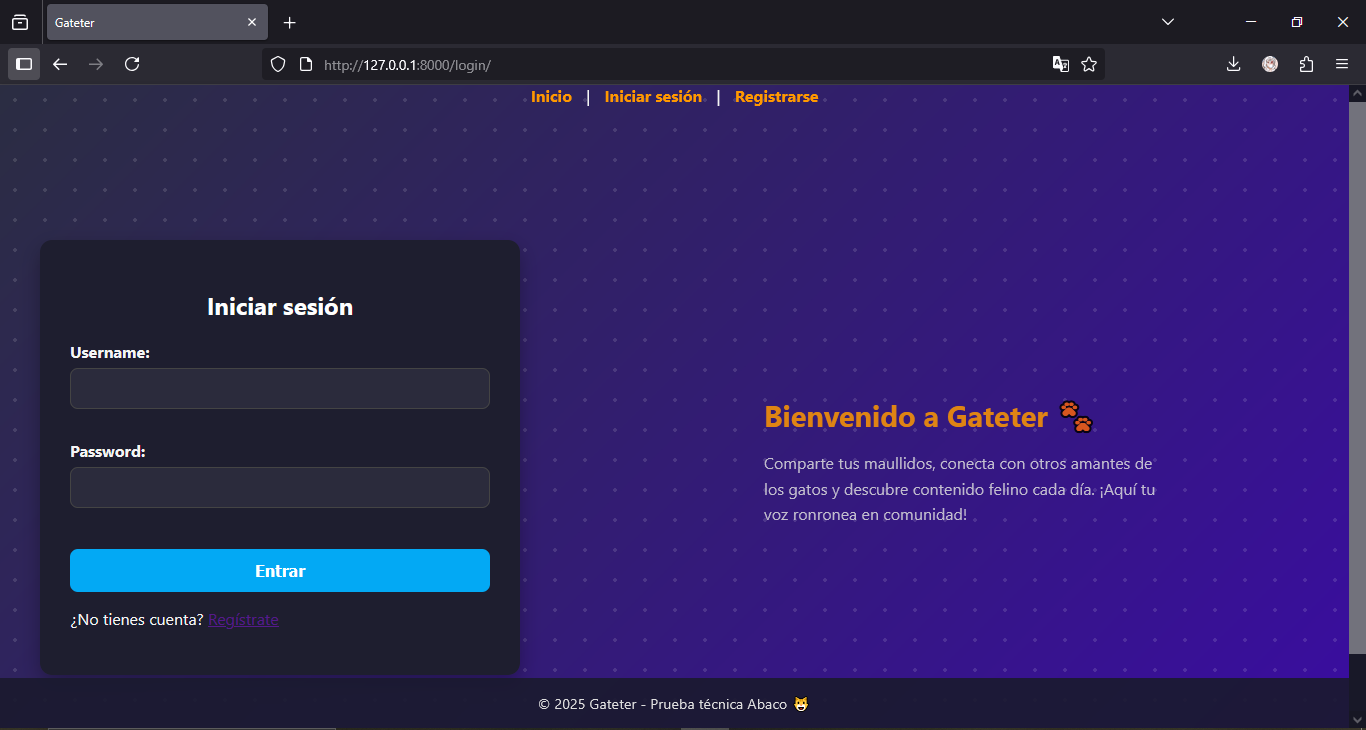 Gateter
http://127.0.0.1:8000/login/
Inicio | Iniciar sesión | Registrarse
Iniciar sesión
Username:
Password:
Entrar
¿No tienes cuenta? Regístrate
Bienvenido a Gateter 🐾
Comparte tus maullidos, conecta con otros amantes de
los gatos y descubre contenido felino cada día. ¡Aquí tu
voz ronronea en comunidad!
© 2025 Gateter - Prueba técnica Abaco 😺